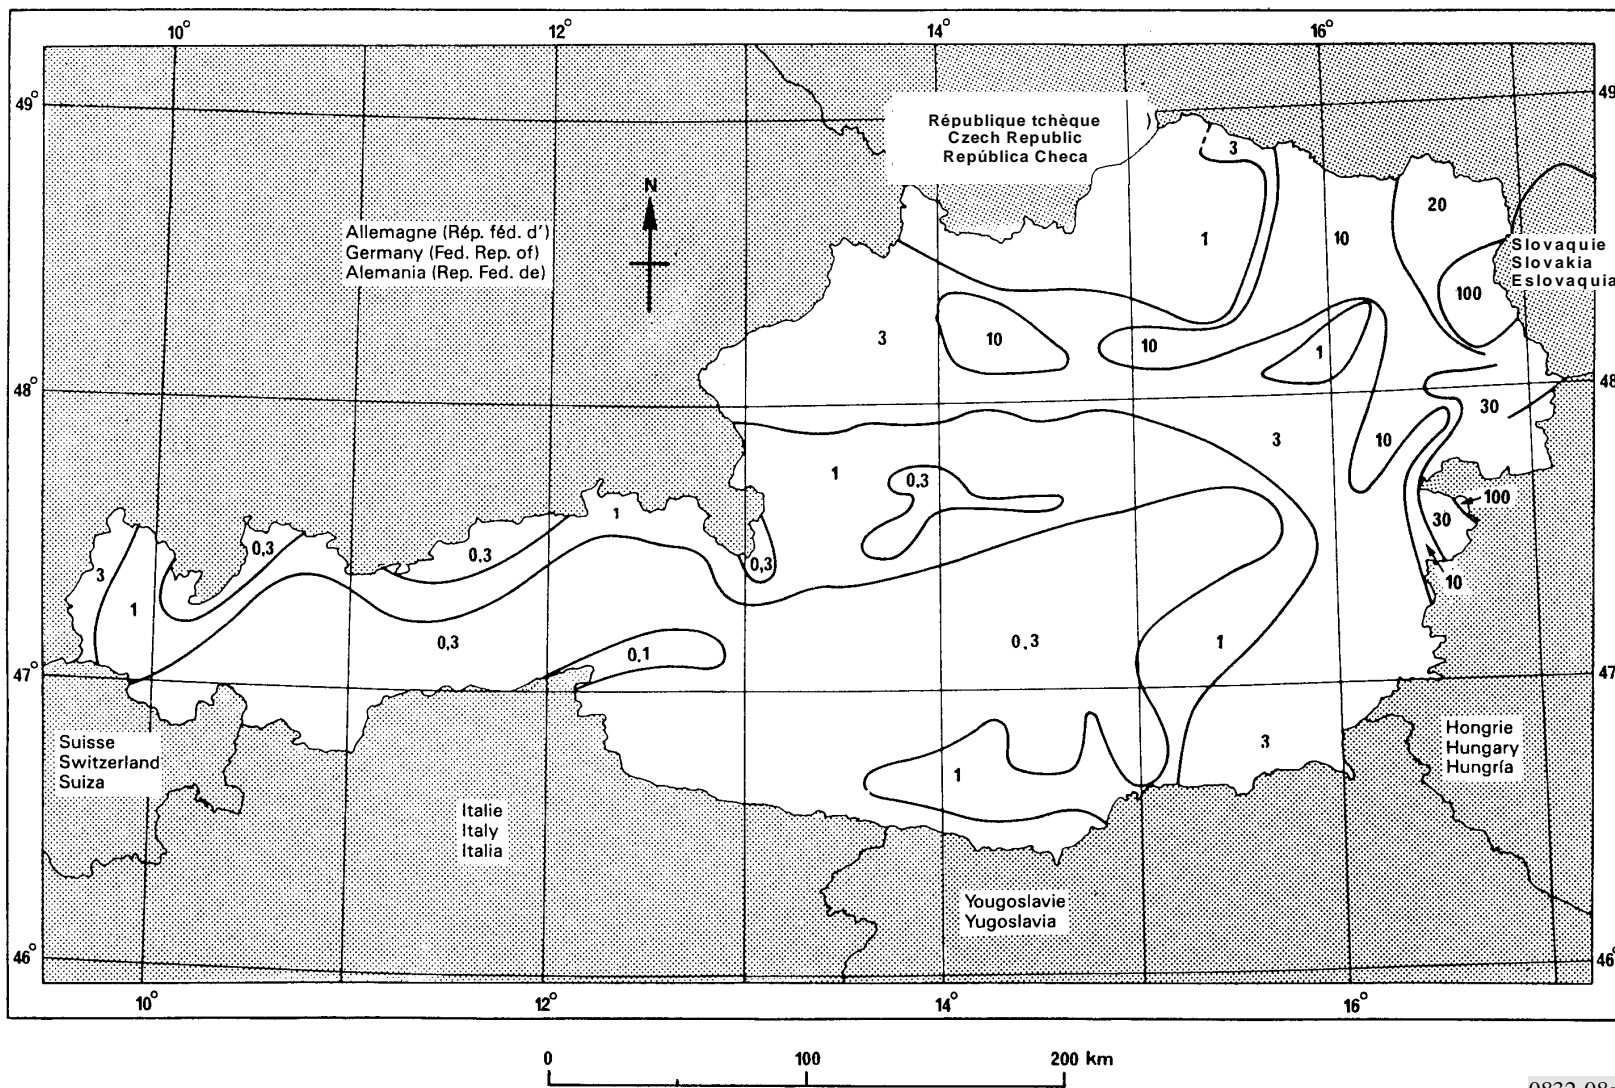 10° 12° 14° 16°
49° 49
République tchèque
Czech Republic
República Checa
)
3
N
20
Allemagne (Rép. féd. d')
Germany (Fed. Rep. of)
Alemania (Rep. Fed. de)
1
10
Slovaquie
Slovakia
Eslovaquia
100
3
10
10
1
48° 48
30
3
10
1
0,3
100
1
30
0,3
0,3
0,3
3
10
1
0,3
0,3
1
0,1
47° 47
Suisse
Switzerland
Suiza
3
Hongrie
Hungary
Hungría
1
Italie
Italy
Italia
Yougoslavie
Yugoslavia
46° 46
10° 12° 14° 16°
0 100 200 km